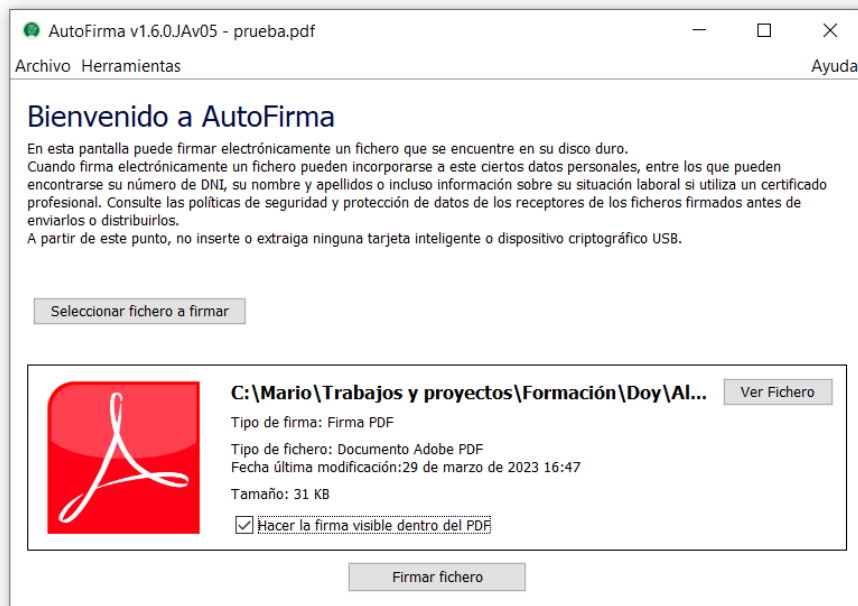 AutoFirma v1.6.0.JAv05 - prueba.pdf
Archivo Herramientas Ayuda
Bienvenido a AutoFirma
En esta pantalla puede firmar electrónicamente un fichero que se encuentre en su disco duro.
Cuando firma electrónicamente un fichero pueden incorporarse a este ciertos datos personales, entre los que pueden
encontrarse su número de DNI, su nombre y apellidos o incluso información sobre su situación laboral si utiliza un certificado
profesional. Consulte las políticas de seguridad y protección de datos de los receptores de los ficheros firmados antes de
enviarlos o distribuirlos.
A partir de este punto, no inserte o extraiga ninguna tarjeta inteligente o dispositivo criptográfico USB.
Seleccionar fichero a firmar
C:\Mario\Trabajos y proyectos\Formación\Doy\Al... Ver Fichero
Tipo de firma: Firma PDF
Tipo de fichero: Documento Adobe PDF
Fecha última modificación:29 de marzo de 2023 16:47
Tamaño: 31 KB
Hacer la firma visible dentro del PDF
Firmar fichero